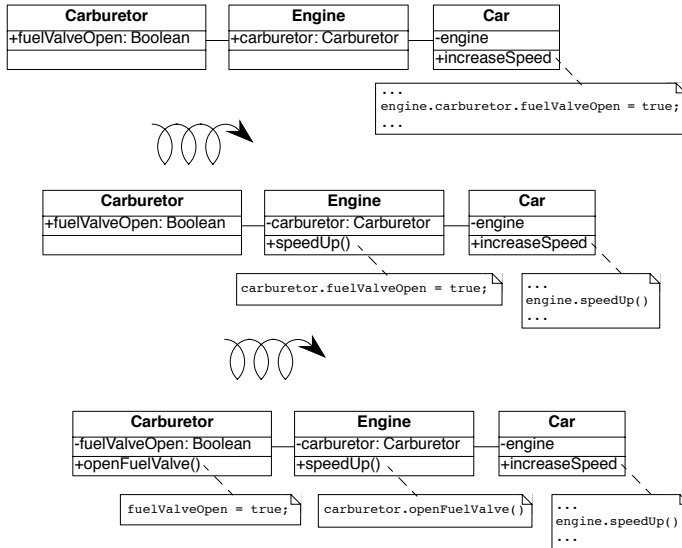 Carburetor
+fuelValveOpen: Boolean
Engine
+carburetor: Carburetor
Car
-engine
+increaseSpeed
...
engine.carburetor.fuelValveOpen = true;
...
Carburetor
+fuelValveOpen: Boolean
Engine
-carburetor: Carburetor
+speedUp()
Car
-engine
+increaseSpeed
carburetor.fuelValveOpen = true;
...
engine.speedUp()
...
Carburetor
-fuelValveOpen: Boolean
+openFuelValve()
Engine
-carburetor: Carburetor
+speedUp()
Car
-engine
+increaseSpeed
fuelValveOpen = true;
carburetor.openFuelValve()
...
engine.speedUp()
...